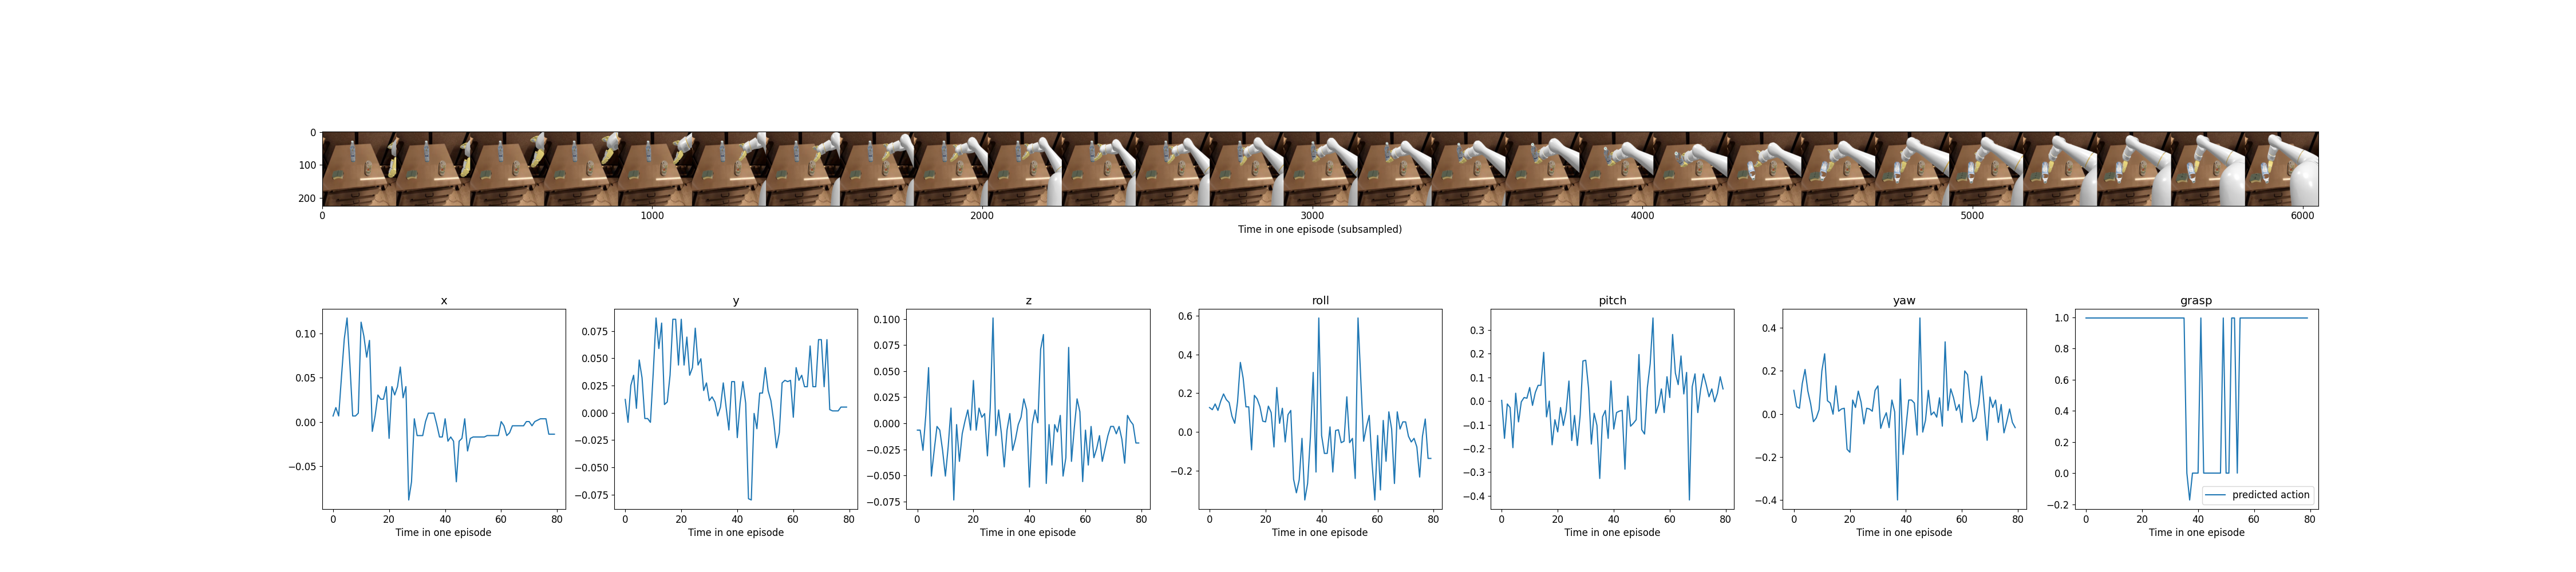 0
100
200
0 1000 2000 3000 4000 5000 6000
Time in one episode (subsampled)
x
0.10
0.05
0.00
−0.05
0 20 40 60 80
Time in one episode
y
0.075
0.050
0.025
0.000
−0.025
−0.050
−0.075
0 20 40 60 80
Time in one episode
z
0.100
0.075
0.050
0.025
0.000
−0.025
−0.050
−0.075
0 20 40 60 80
Time in one episode
roll
0.6
0.4
0.2
0.0
−0.2
0 20 40 60 80
Time in one episode
pitch
0.3
0.2
0.1
0.0
−0.1
−0.2
−0.3
−0.4
0 20 40 60 80
Time in one episode
yaw
0.4
0.2
0.0
−0.2
−0.4
0 20 40 60 80
Time in one episode
grasp
1.0
0.8
0.6
0.4
0.2
0.0
−0.2
predicted action
0 20 40 60 80
Time in one episode